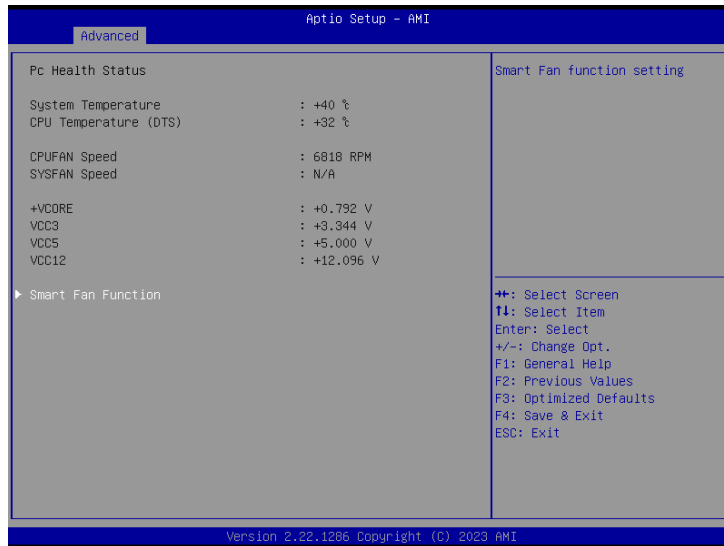 Aptio Setup - AMI
Advanced
Pc Health Status
System Temperature : +40 ℃
CPU Temperature (DTS) : +32 ℃
CPUFAN Speed : 6818 RPM
SYSFAN Speed : N/A
+VCORE : +0.792 V
VCC3 : +3.344 V
VCC5 : +5.000 V
VCC12 : +12.096 V
▶ Smart Fan Function
Smart Fan function setting
→←: Select Screen
↑↓: Select Item
Enter: Select
+/-: Change Opt.
F1: General Help
F2: Previous Values
F3: Optimized Defaults
F4: Save & Exit
ESC: Exit
Version 2.22.1286 Copyright (C) 2023 AMI